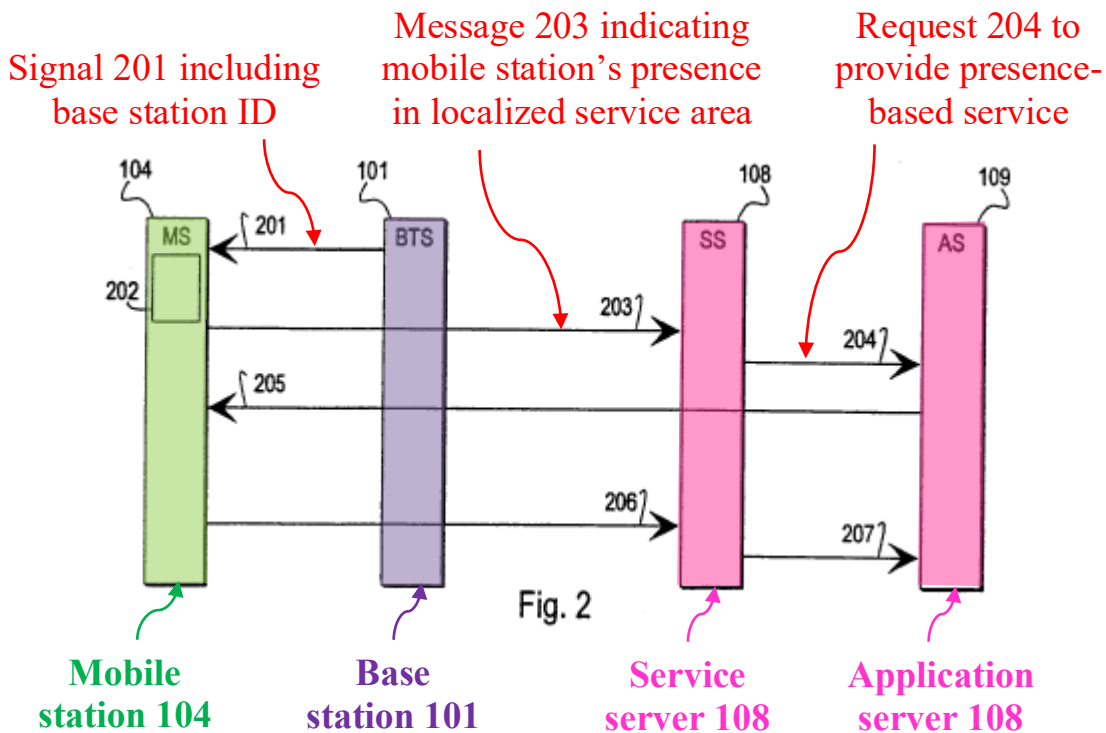 Signal 201 including
base station ID
Message 203 indicating
mobile station's presence
in localized service area
Request 204 to
provide presence-
based service
104
101
108
109
MS
BTS
SS
AS
201
202
203
204
205
206
207
Fig. 2
Mobile
station 104
Base
station 101
Service
server 108
Application
server 108